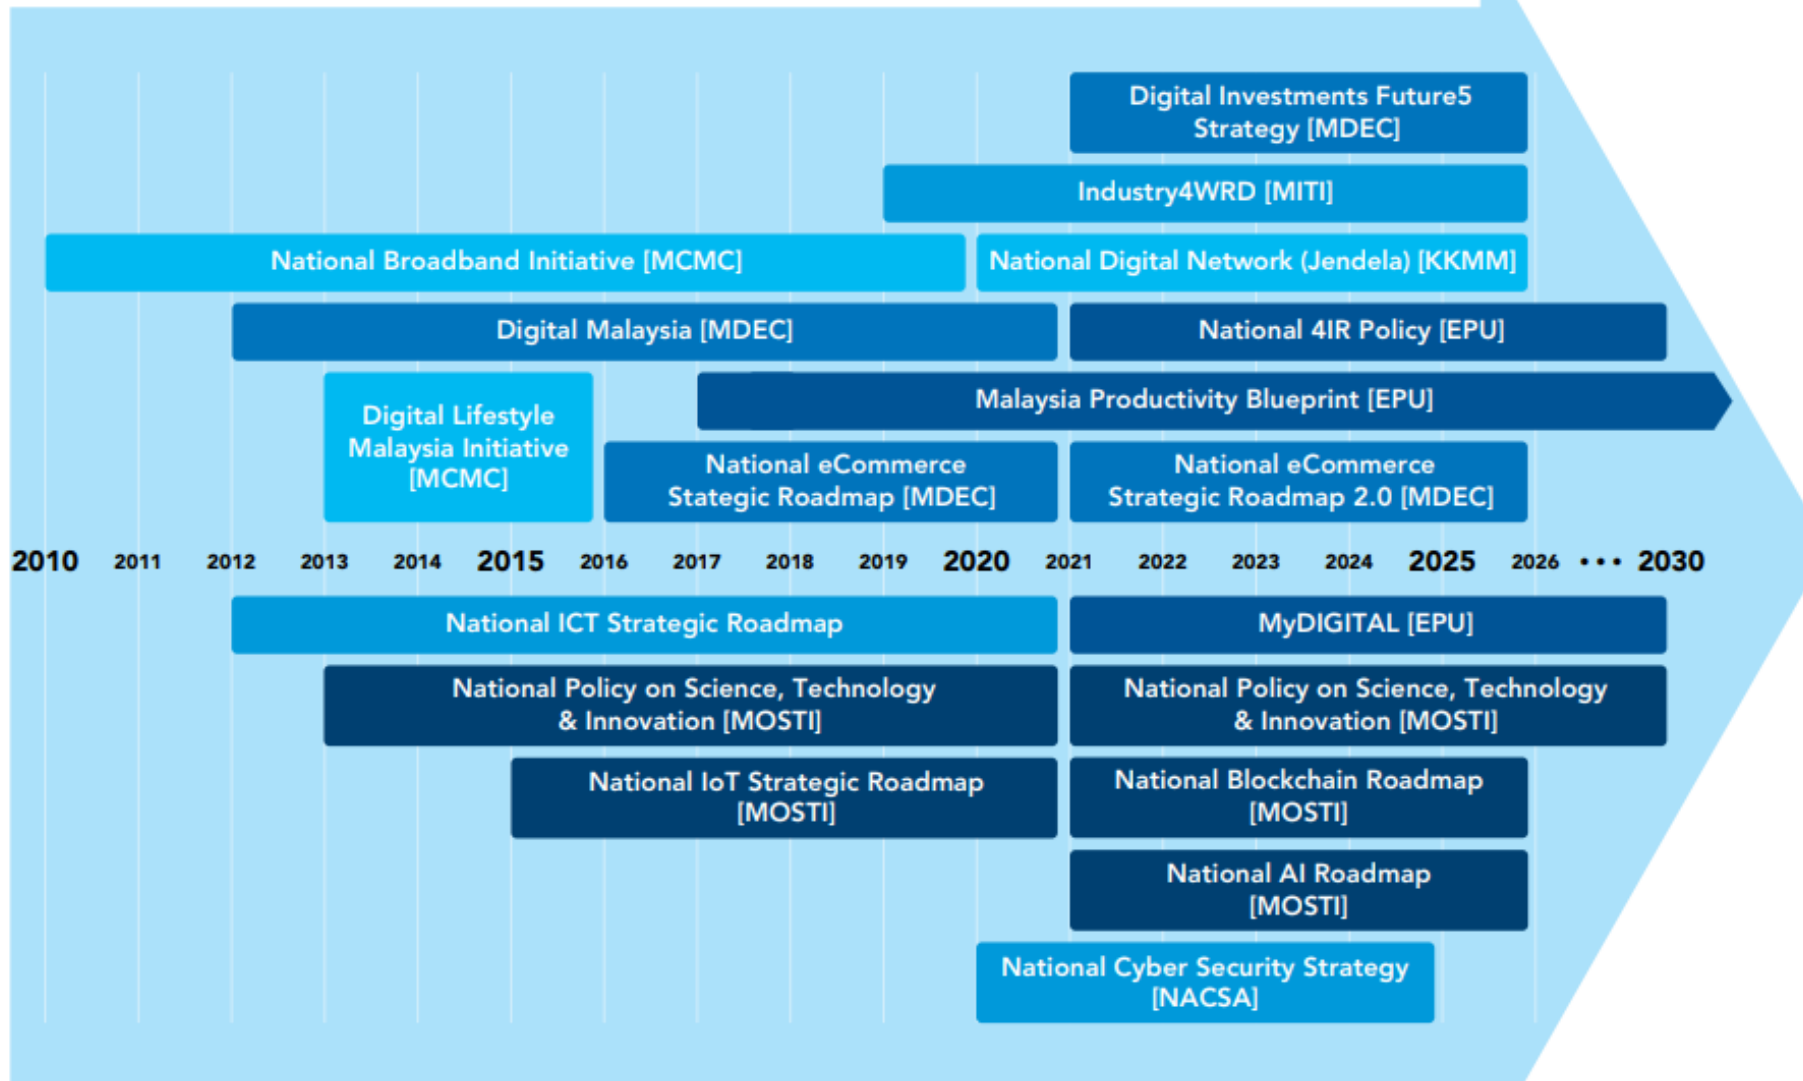 Digital Investments Future5
Strategy [MDEC]
Industry4WRD [MITI]
National Broadband Initiative [MCMC]
National Digital Network (Jendela) [KKMM]
Digital Malaysia [MDEC]
National 4IR Policy [EPU]
Malaysia Productivity Blueprint [EPU]
Digital Lifestyle
Malaysia Initiative
[MCMC]
National eCommerce
Stategic Roadmap [MDEC]
National eCommerce
Strategic Roadmap 2.0 [MDEC]
2010 2011 2012 2013 2014 2015 2016 2017 2018 2019 2020 2021 2022 2023 2024 2025 2026 ••• 2030
National ICT Strategic Roadmap
MyDIGITAL [EPU]
National Policy on Science, Technology
& Innovation [MOSTI]
National Policy on Science, Technology
& Innovation [MOSTI]
National IoT Strategic Roadmap
[MOSTI]
National Blockchain Roadmap
[MOSTI]
National AI Roadmap
[MOSTI]
National Cyber Security Strategy
[NACSA]